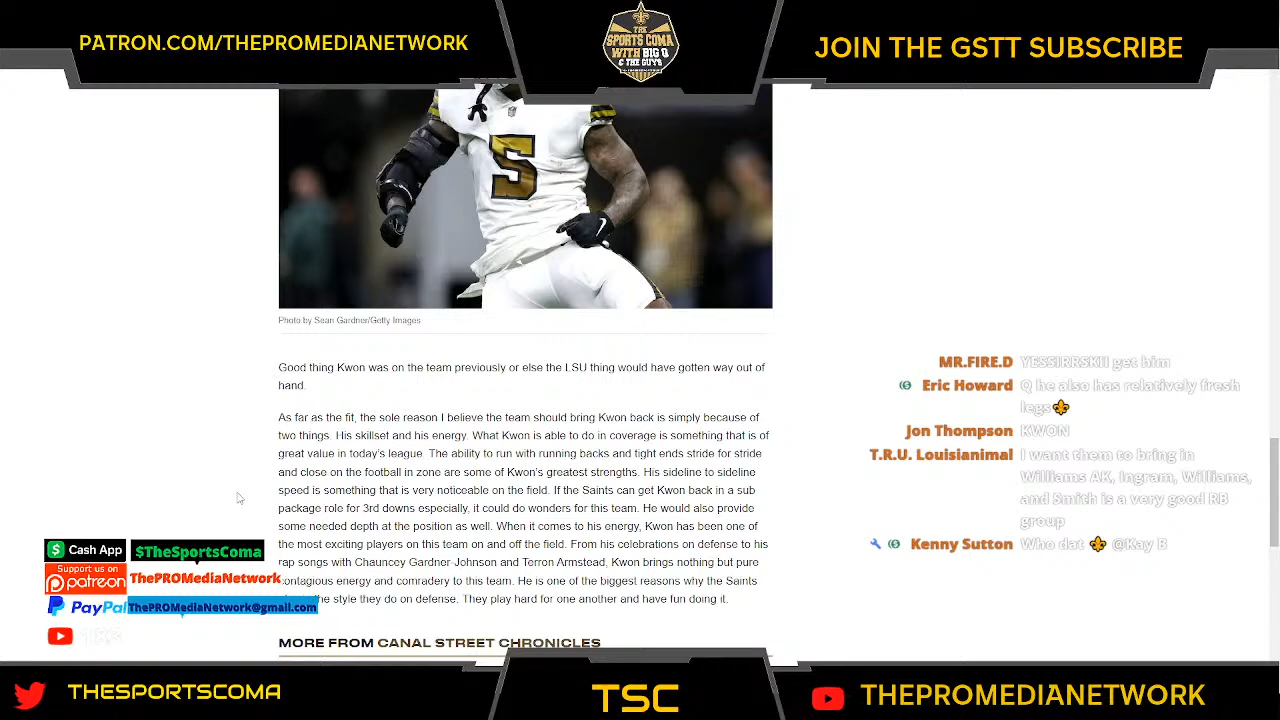 PATRON.COM/THEPROMEDIANETWORK
THE
SPORTS COMA
WITH BIG Q
& THE GUYS
JOIN THE GSTT SUBSCRIBE
5
Photo by Sean Gardner/Getty Images
Good thing Kwon was on the team previously or else the LSU thing would have gotten way out of
hand.
As far as the fit, the sole reason I believe the team should bring Kwon back is simply because of
two things. His skillset and his energy. What Kwon is able to do in coverage is something that is of
great value in today's league. The ability to run with running backs and tight ends stride for stride
and close on the football in zone are some of Kwon's greatest strengths. His sideline to sideline
speed is something that is very noticeable on the field. If the Saints can get Kwon back in a sub
package role for 3rd downs especially, it could do wonders for this team. He would also provide
some needed depth at the position as well. When it comes to his energy, Kwon has been one of
the most exciting players on this team on and off the field. From his celebrations on defense to
rap songs with Chauncey Gardner-Johnson and Terron Armstead, Kwon brings nothing but pure
contagious energy and comradery to this team. He is one of the biggest reasons why the Saints
the style they do on defense. They play hard for one another and have fun doing it.
MORE FROM CANAL STREET CHRONICLES
MR.FIRE.D YESSIRRSKII get him
Eric Howard Q he also has relatively fresh
legs⚜
Jon Thompson KWON
T.R.U. Louisianimal I want them to bring in
Williams AK, Ingram, Williams,
and Smith is a very good RB
group
Kenny Sutton Who dat ⚜ @Kay B
Cash App $TheSportsComa
Support us on
patreon ThePROMediaNetwork
PayPal ThePROMediaNetwork@gmail.com
THESPORTSCOMA
TSC
THEPROMEDIANETWORK